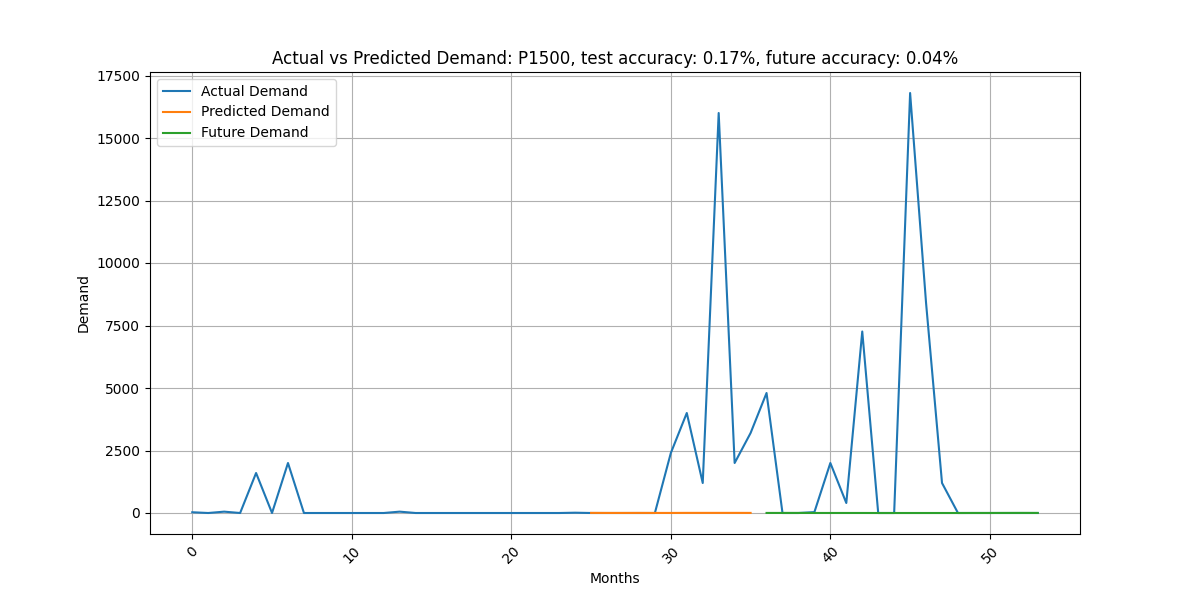 Actual vs Predicted Demand: P1500, test accuracy: 0.17%, future accuracy: 0.04%
Actual Demand
Predicted Demand
Future Demand
17500
15000
12500
10000
7500
5000
2500
0
Demand
0 10 20 30 40 50
Months